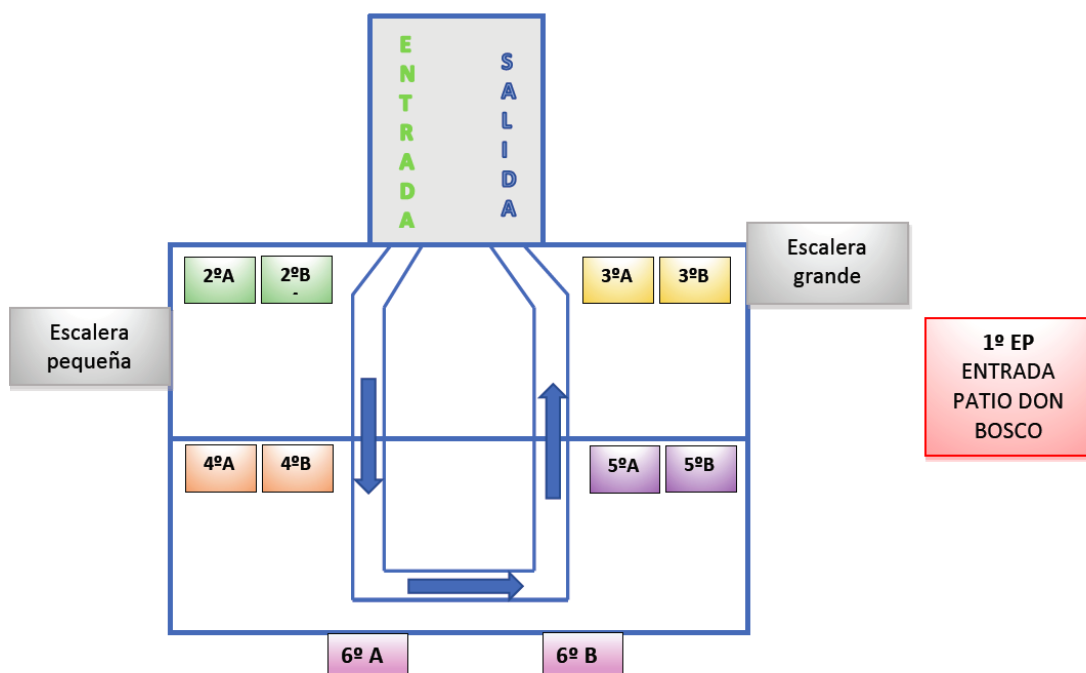 ENTRADA
SALIDA
2ºA
2ºB
-
3ºA
3ºB
Escalera
grande
Escalera
pequeña
1º EP
ENTRADA
PATIO DON
BOSCO
4ºA
4ºB
5ºA
5ºB
6º A
6º B